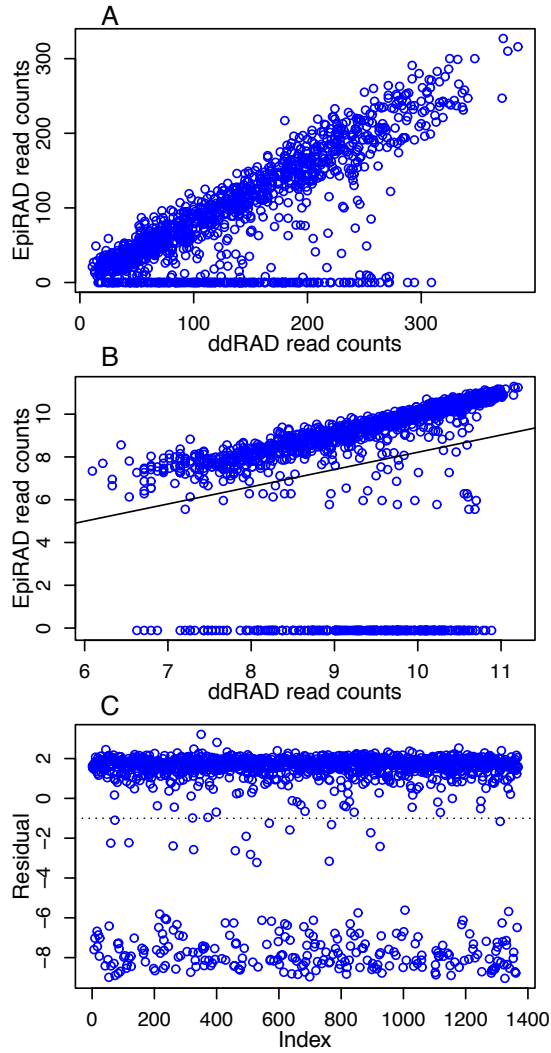 A
300
200
100
0
EpiRAD read counts
0 100 200 300
ddRAD read counts
B
10
8
6
4
2
0
EpiRAD read counts
6 7 8 9 10 11
ddRAD read counts
C
2
0
−2
−4
−6
−8
Residual
0 200 400 600 800 1000 1200 1400
Index